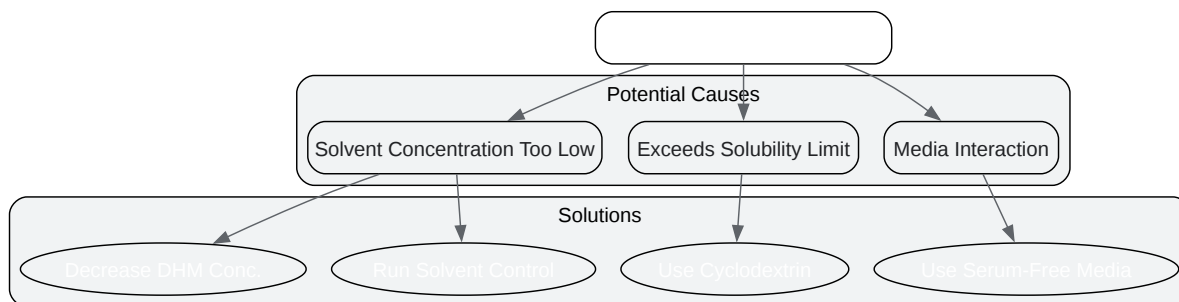 Potential Causes
Solvent Concentration Too Low
Exceeds Solubility Limit
Media Interaction
Solutions
Decrease DHM Conc.
Run Solvent Control
Use Cyclodextrin
Use Serum-Free Media